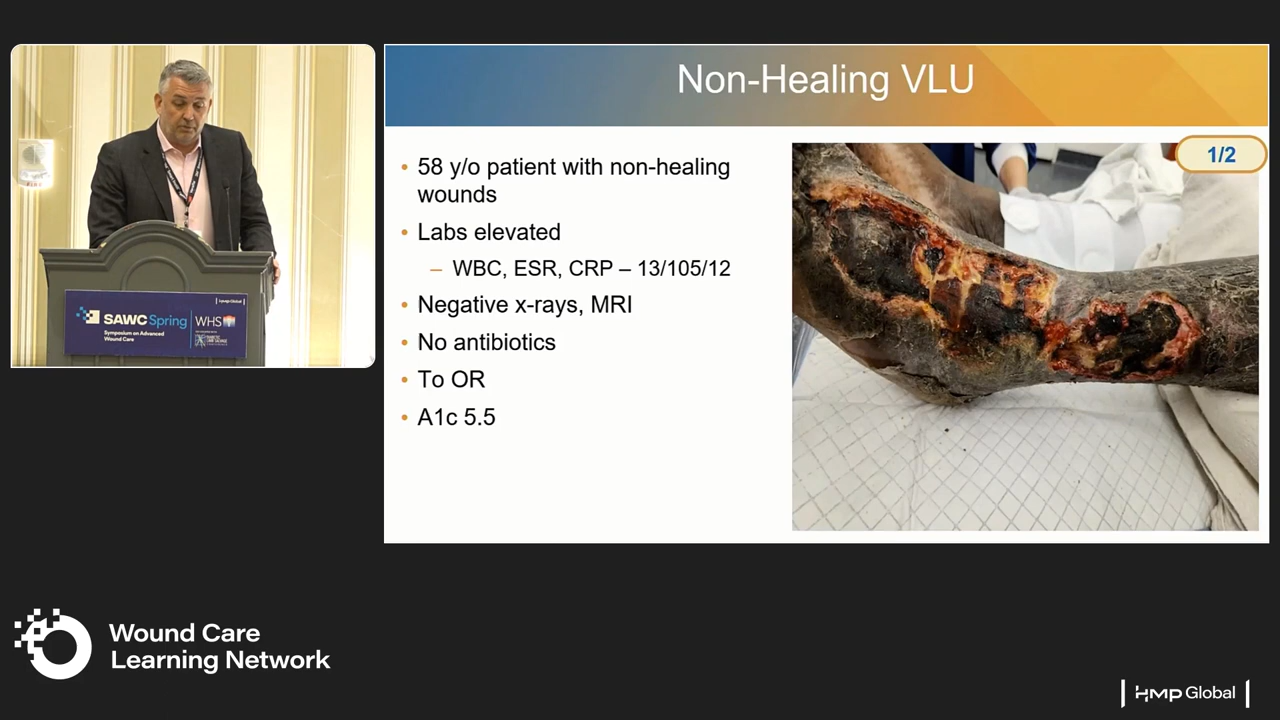 Non-Healing VLU
1/2
• 58 y/o patient with non-healing
wounds
• Labs elevated
– WBC, ESR, CRP – 13/105/12
• Negative x-rays, MRI
• No antibiotics
• To OR
• A1c 5.5
HMP Global
SAWC Spring
WHS
Symposium on Advanced
Wound Care
Wound Care
Learning Network
HMP Global